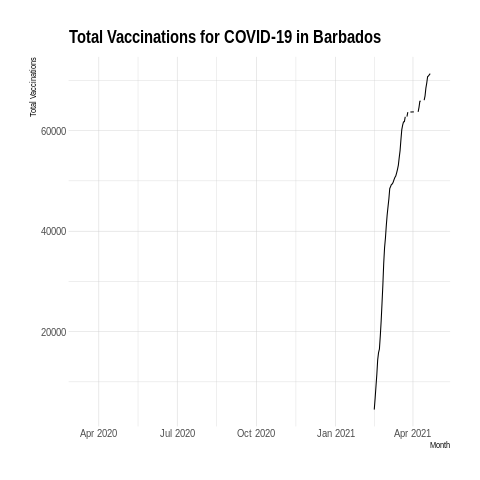 Total Vaccinations for COVID-19 in Barbados
Total Vaccinations
60000
40000
20000
Apr 2020 Jul 2020 Oct 2020 Jan 2021 Apr 2021
Month